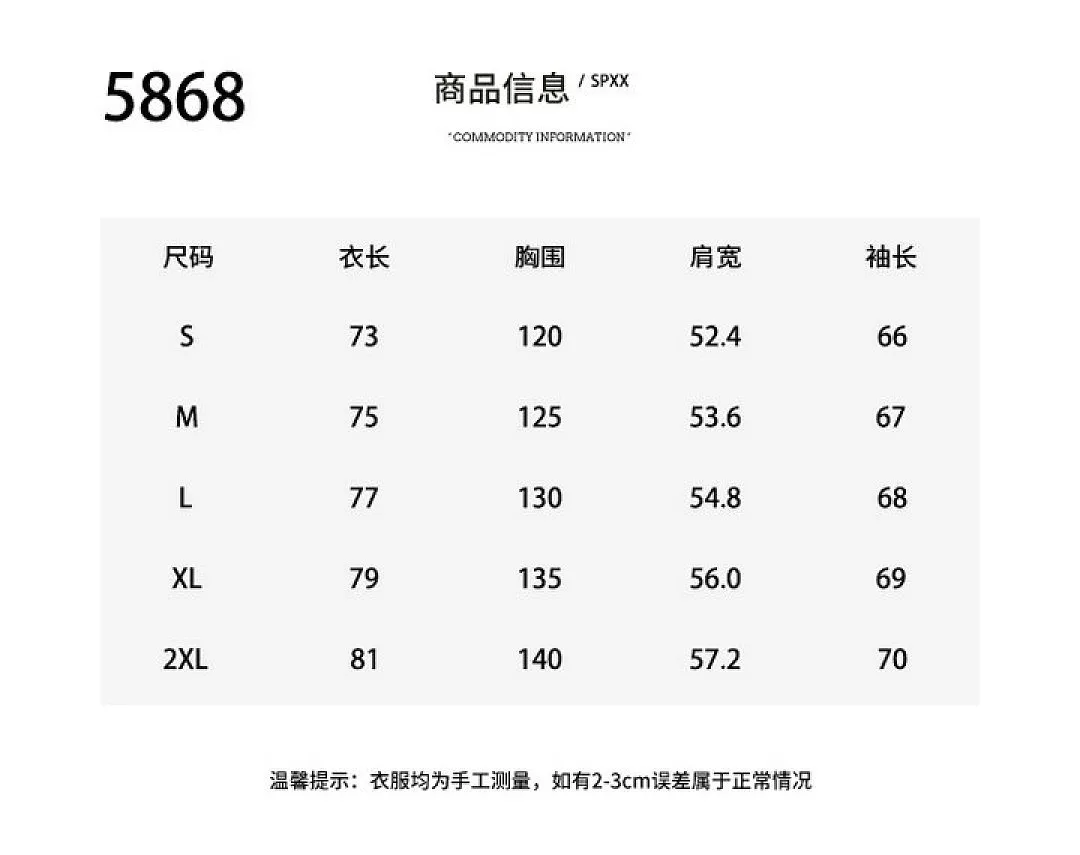 5868
商品信息 / SPXX
"COMMODITY INFORMATION"
尺码 衣长 胸围 肩宽 袖长
S 73 120 52.4 66
M 75 125 53.6 67
L 77 130 54.8 68
XL 79 135 56.0 69
2XL 81 140 57.2 70
温馨提示：衣服均为手工测量，如有2-3cm误差属于正常情况